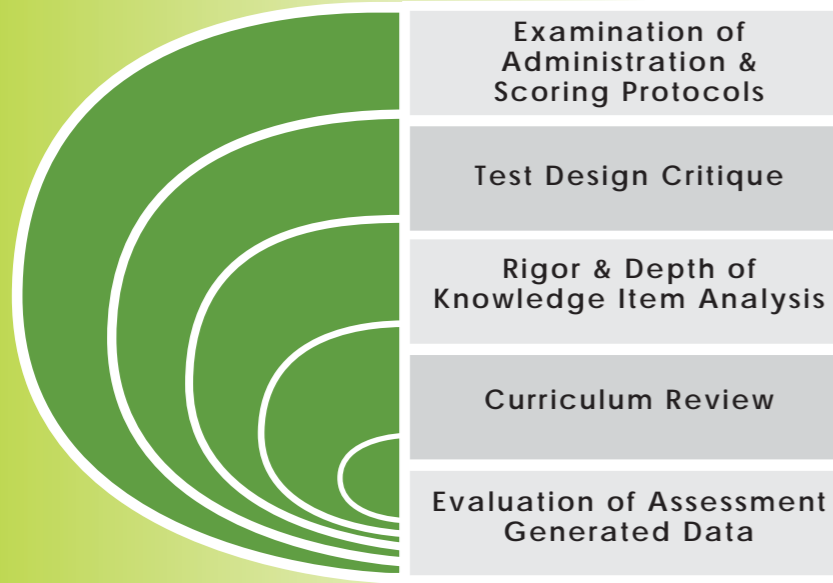 Examination of
Administration &
Scoring Protocols
Test Design Critique
Rigor & Depth of
Knowledge Item Analysis
Curriculum Review
Evaluation of Assessment
Generated Data